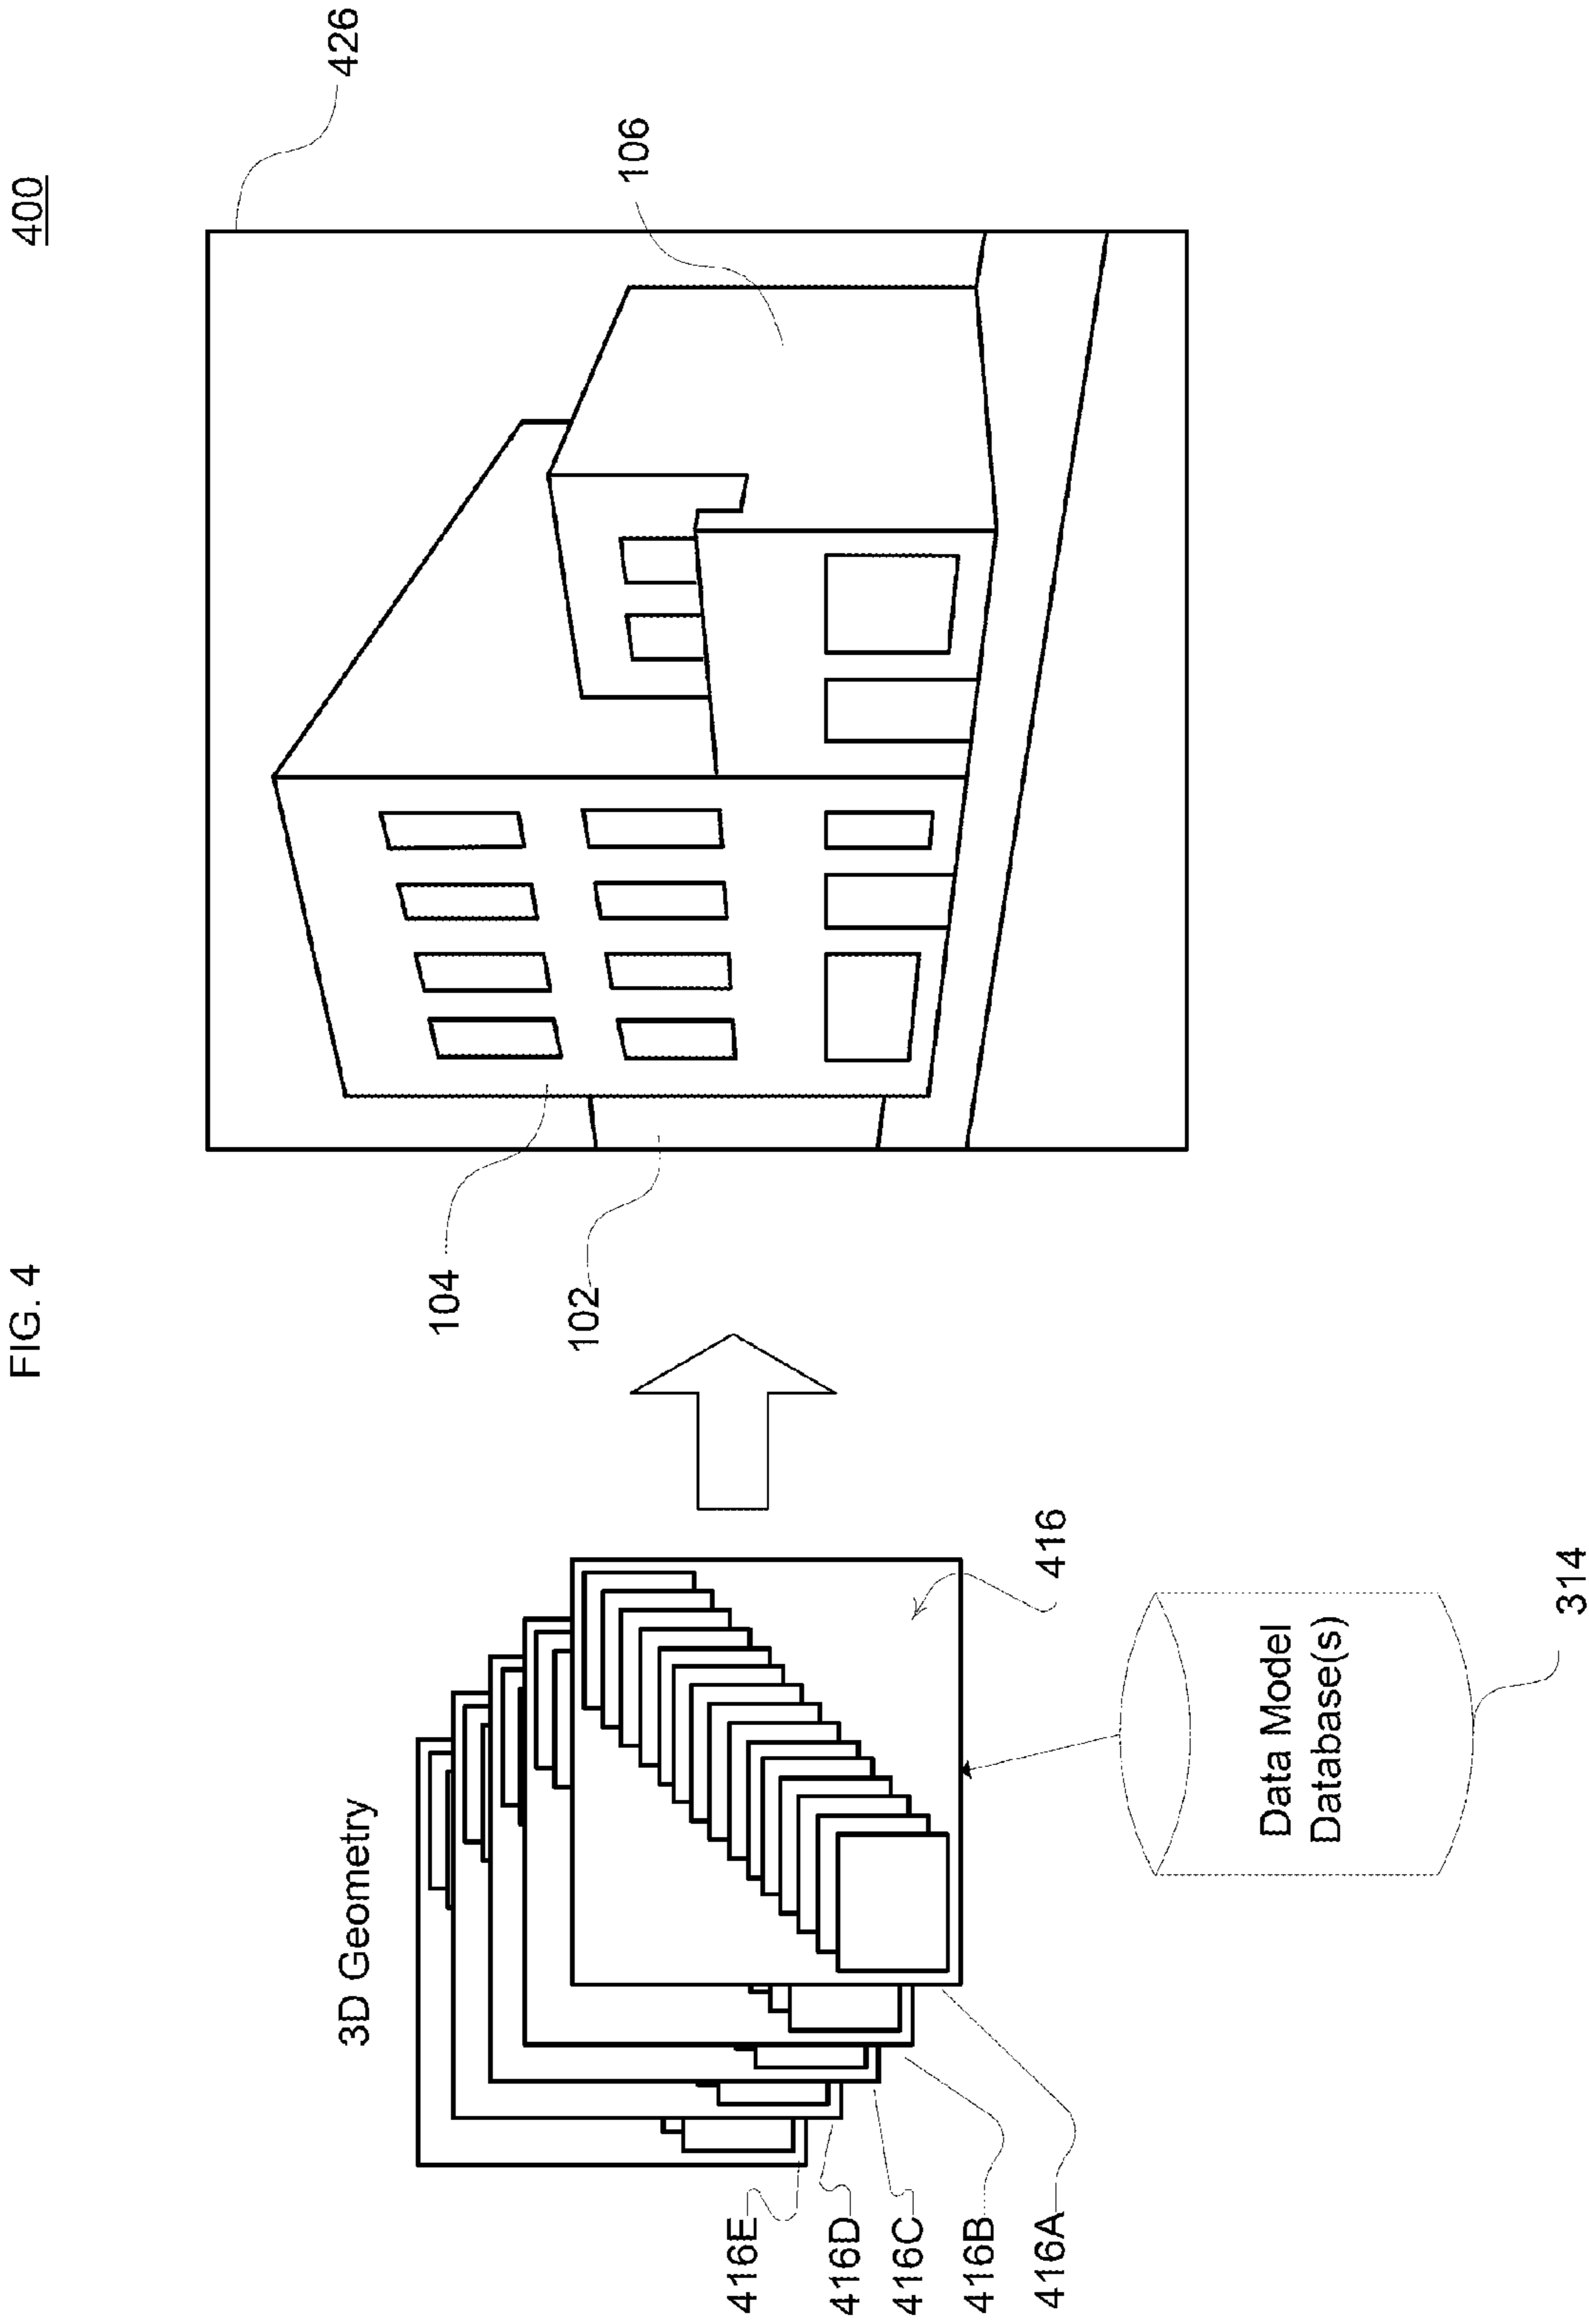 FIG. 4
400
426
106
104
102
3D Geometry
416
416E
416D
416C
416B
416A
Data Model
Database(s)
314